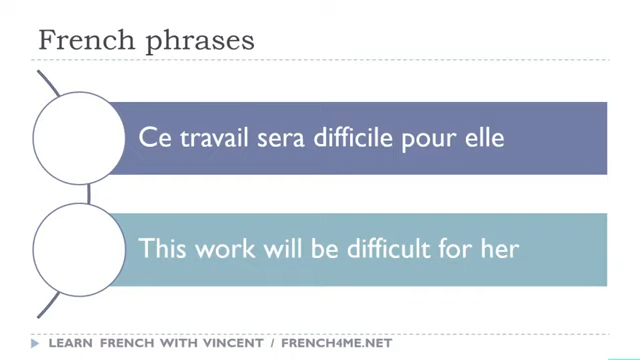 French phrases
Ce travail sera difficile pour elle
This work will be difficult for her
LEARN FRENCH WITH VINCENT / FRENCH4ME.NET